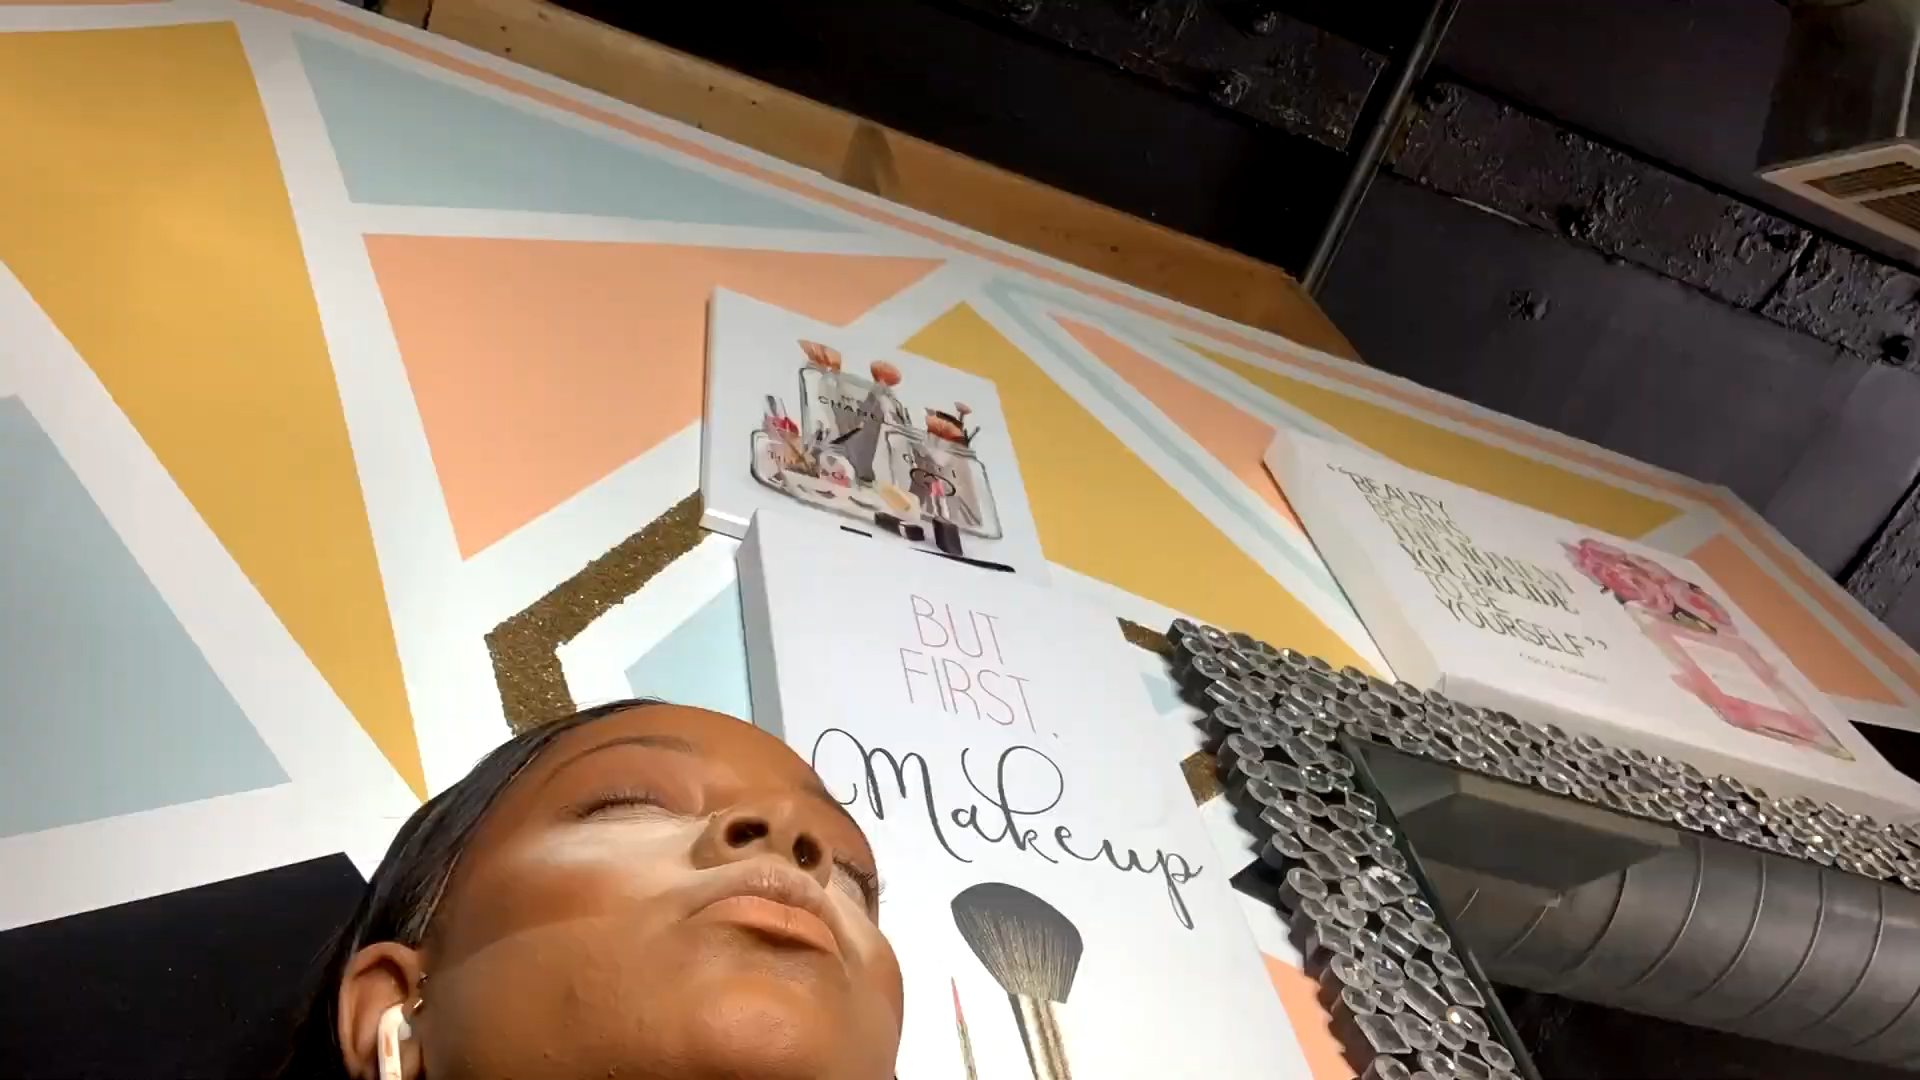 CHANEL
BUT
FIRST,
Makeup
“BEAUTY
BEGINS
THE MOMENT
YOU DECIDE
TO BE
YOURSELF”